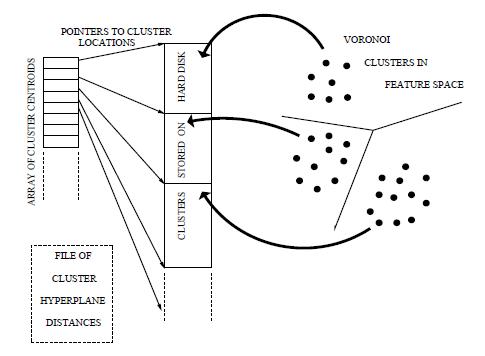 POINTERS TO CLUSTER
LOCATIONS
VORONOI
CLUSTERS IN
FEATURE SPACE
ARRAY OF CLUSTER CENTROIDS
CLUSTERS STORED ON HARD DISK
FILE OF
CLUSTER
HYPERPLANE
DISTANCES